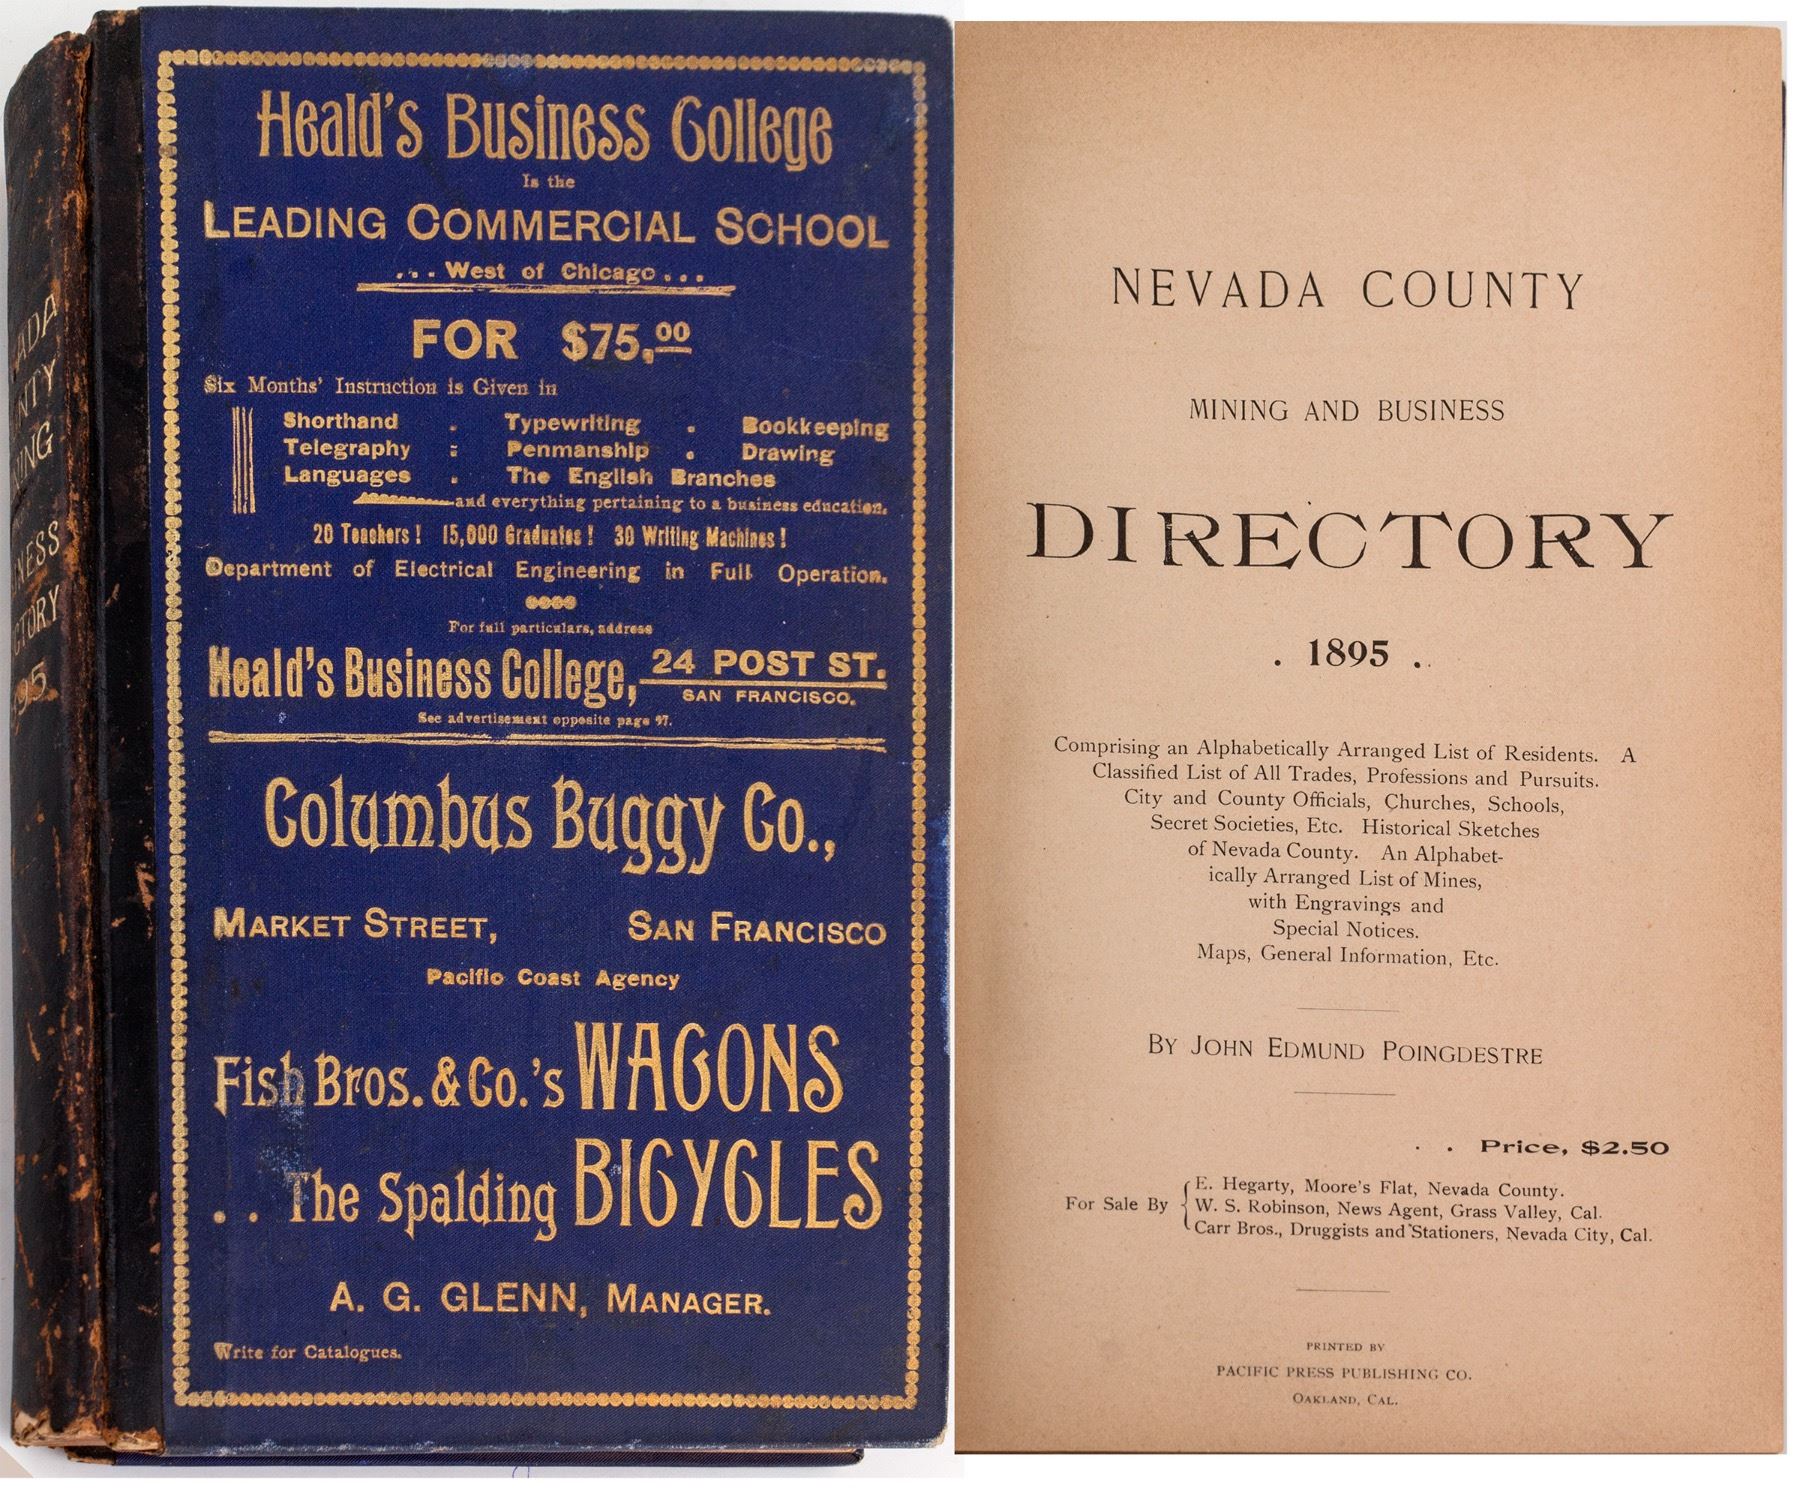 Heald's Business College
Is the
LEADING COMMERCIAL SCHOOL
... West of Chicago ...
FOR $75.00
Six Months' Instruction is Given in
Shorthand . Typewriting . Bookkeeping
Telegraphy : Penmanship . Drawing
Languages . The English Branches
and everything pertaining to a business education.
20 Teachers! 15,000 Graduates! 30 Writing Machines!
Department of Electrical Engineering in Full Operation.
For full particulars, address
Heald's Business College, 24 POST ST.
SAN FRANCISCO.
See advertisement opposite page 97.
Columbus Buggy Co.,
MARKET STREET, SAN FRANCISCO
Pacific Coast Agency
Fish Bros. & Co.'s WAGONS
. . The Spalding BICYCLES
A. G. GLENN, MANAGER.
Write for Catalogues.
NEVADA COUNTY
MINING AND BUSINESS
DIRECTORY
. 1895 .
Comprising an Alphabetically Arranged List of Residents. A
Classified List of All Trades, Professions and Pursuits.
City and County Officials, Churches, Schools,
Secret Societies, Etc. Historical Sketches
of Nevada County. An Alphabet-
ically Arranged List of Mines,
with Engravings and
Special Notices.
Maps, General Information, Etc.
BY JOHN EDMUND POINGDESTRE
. . Price, $2.50
E. Hegarty, Moore's Flat, Nevada County.
For Sale By { W. S. Robinson, News Agent, Grass Valley, Cal.
Carr Bros., Druggists and Stationers, Nevada City, Cal.
PRINTED BY
PACIFIC PRESS PUBLISHING CO.
OAKLAND, CAL.